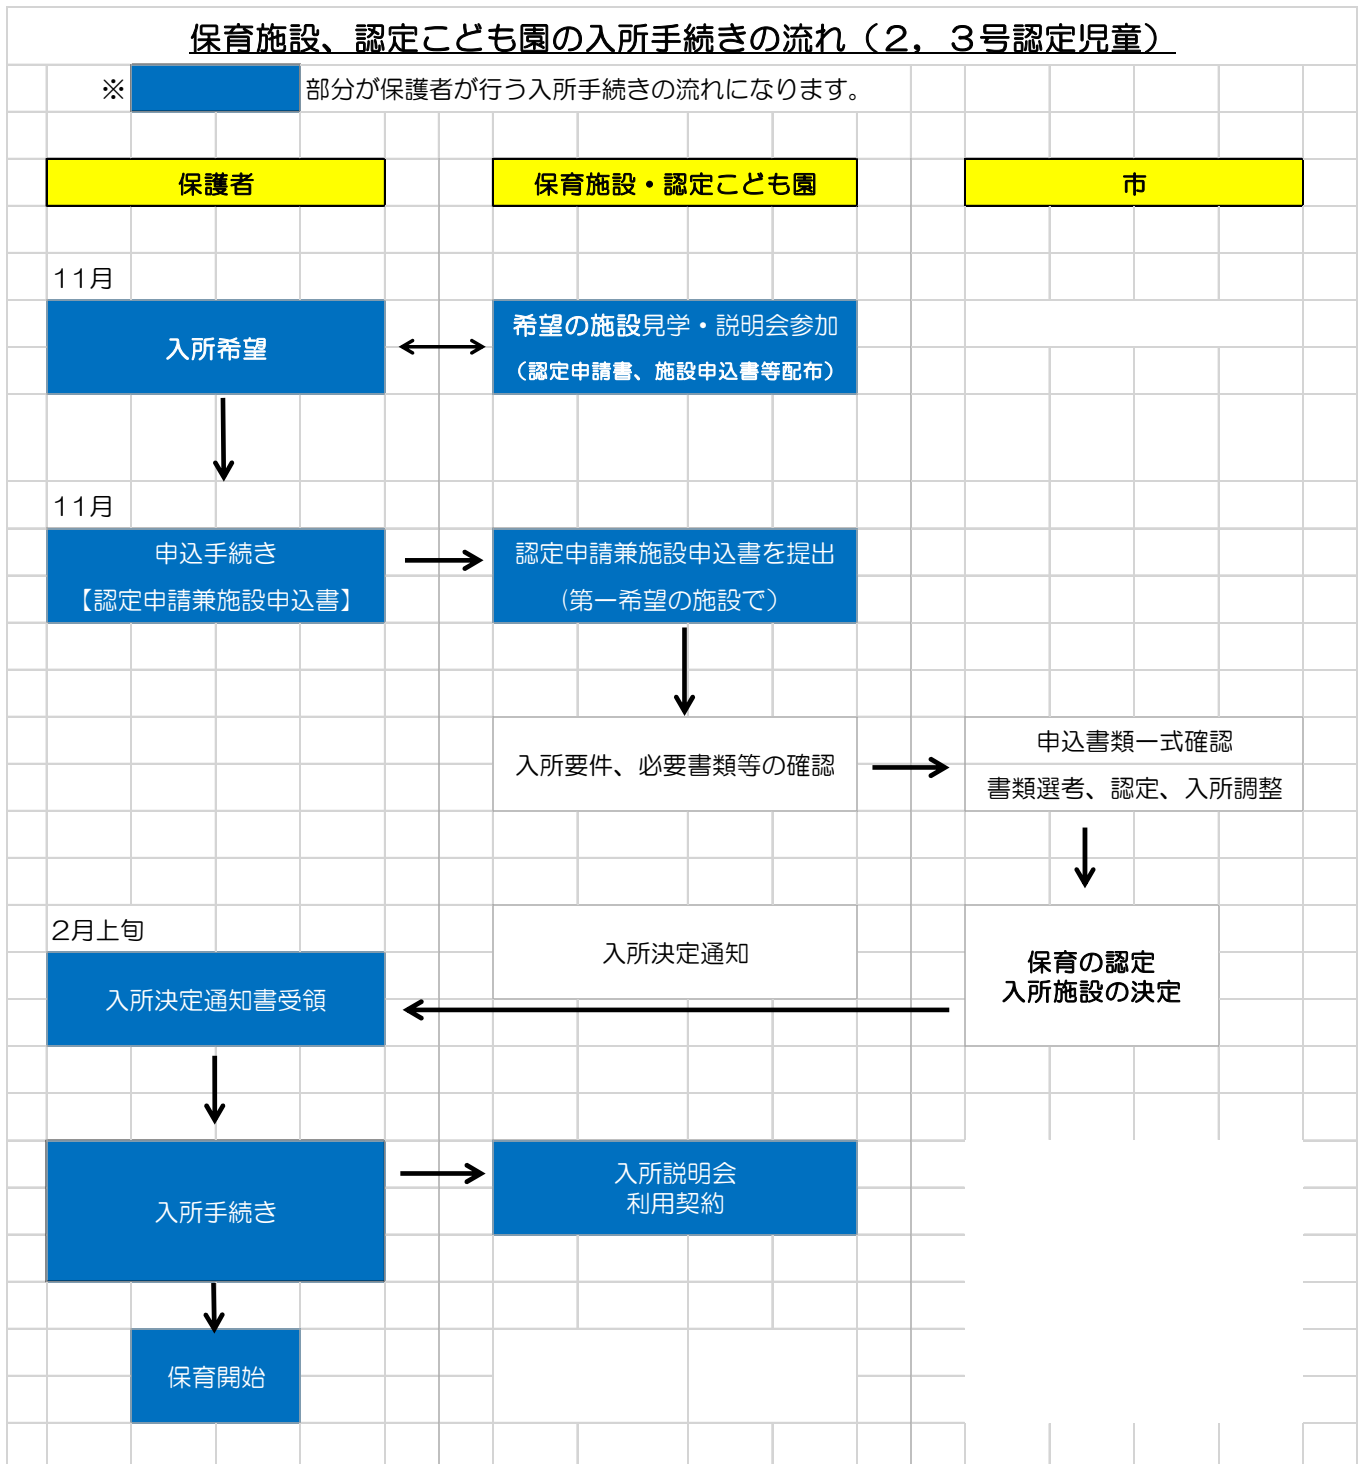 保育施設、認定こども園の入所手続きの流れ（２，３号認定児童）
※ 部分が保護者が行う入所手続きの流れになります。
保護者
保育施設・認定こども園
市
11月
入所希望
希望の施設見学・説明会参加
（認定申請書、施設申込書等配布）
11月
申込手続き
【認定申請兼施設申込書】
認定申請兼施設申込書を提出
(第一希望の施設で）
入所要件、必要書類等の確認
申込書類一式確認
書類選考、認定、入所調整
2月上旬
入所決定通知書受領
入所決定通知
保育の認定
入所施設の決定
入所手続き
入所説明会
利用契約
保育開始